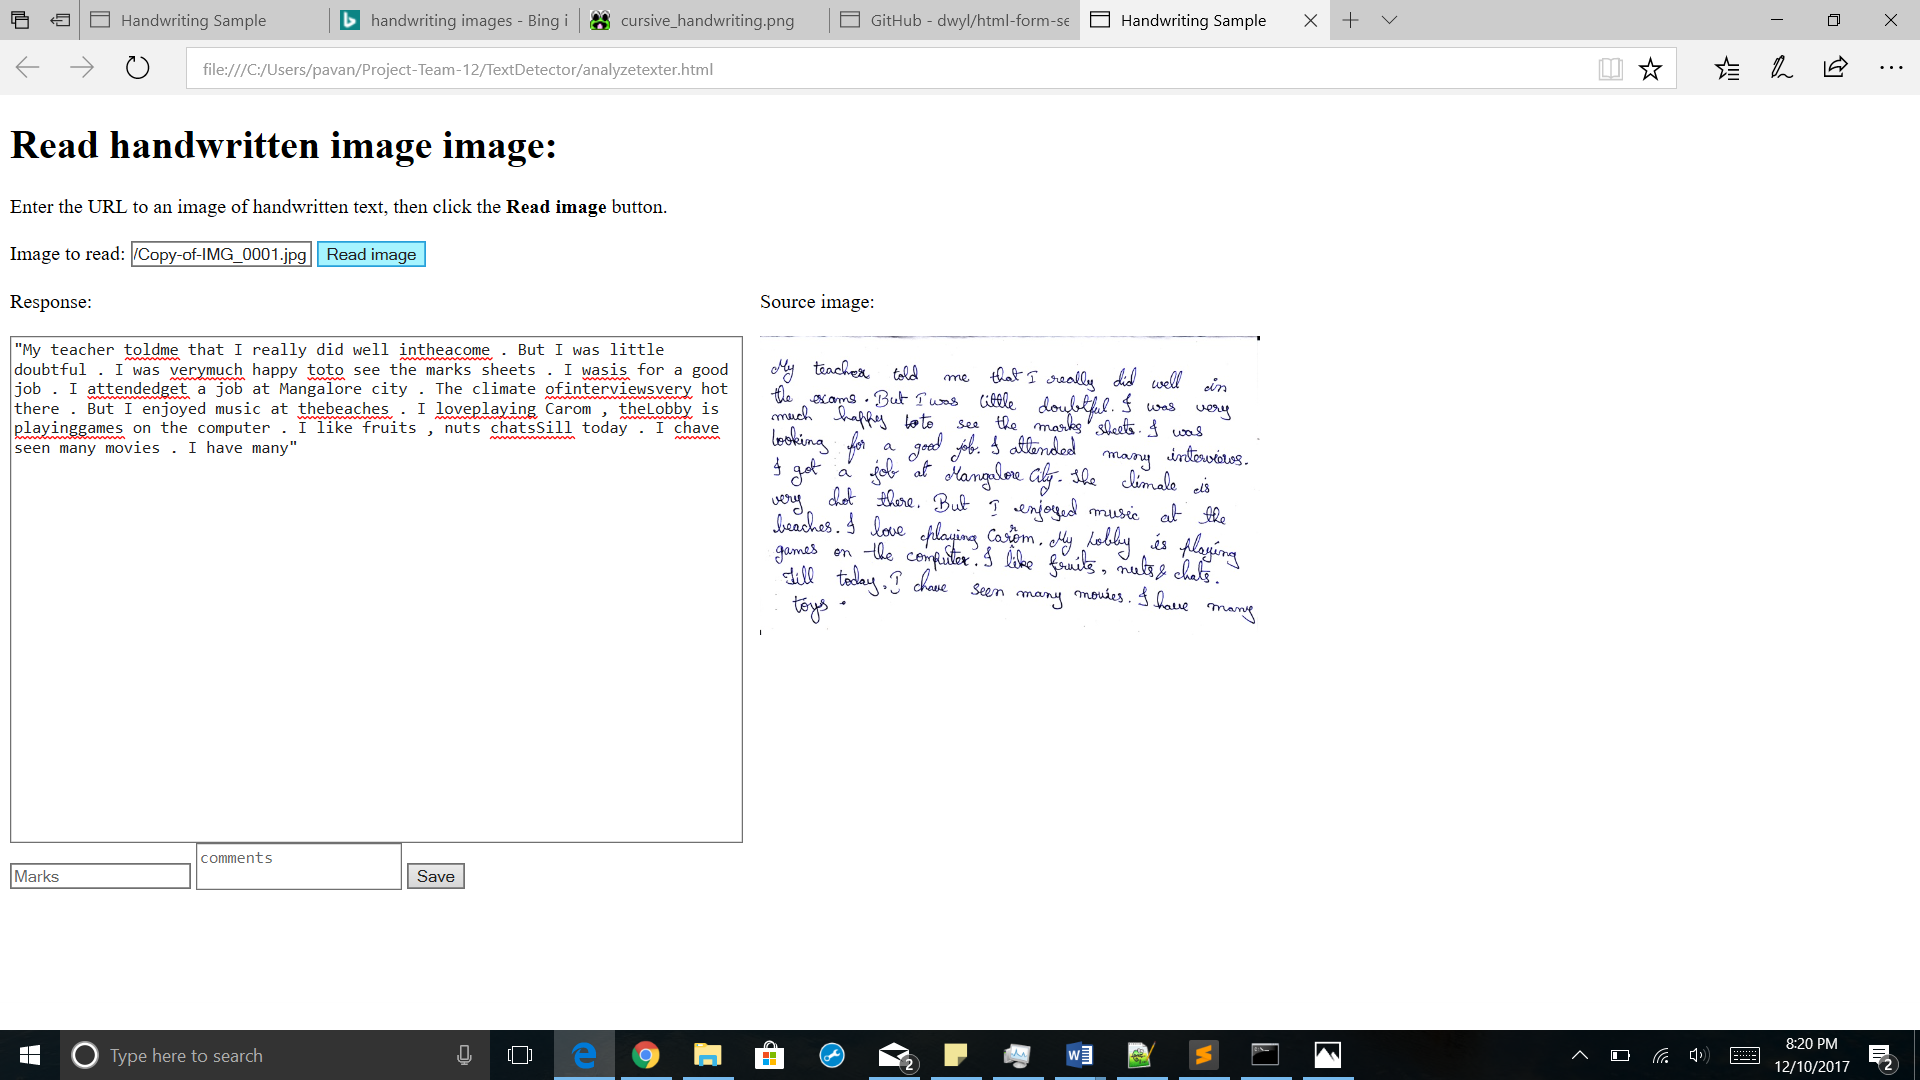 Handwriting Sample
handwriting images - Bing i
cursive_handwriting.png
GitHub - dwyl/html-form-se
Handwriting Sample
file:///C:/Users/pavan/Project-Team-12/TextDetector/analyzetexter.html
Read handwritten image image:
Enter the URL to an image of handwritten text, then click the Read image button.
Image to read: /Copy-of-IMG_0001.jpg Read image
Response:
"My teacher toldme that I really did well intheacome . But I was little
doubtful . I was verymuch happy toto see the marks sheets . I wasis for a good
job . I attendedget a job at Mangalore city . The climate ofinterviewsvery hot
there . But I enjoyed music at thebeaches . I loveplaying Carom , theLobby is
playinggames on the computer . I like fruits , nuts chatsSill today . I chave
seen many movies . I have many"
Marks
comments
Save
Source image:
My teacher told me that I really did well in
the exams . But I was little doubtful. I was very
much happy toto see the marks sheets. I was
looking for a good job. I attended many interviews.
I got a job at Mangalore City. The climate is
very hot there. But I enjoyed music at the
beaches. I love playing Carrom. My hobby is playing
games on the computer. I like fruits, nuts & chats.
Till today, I have seen many movies. I have many
toys .
Type here to search
2
8:20 PM
12/10/2017
2